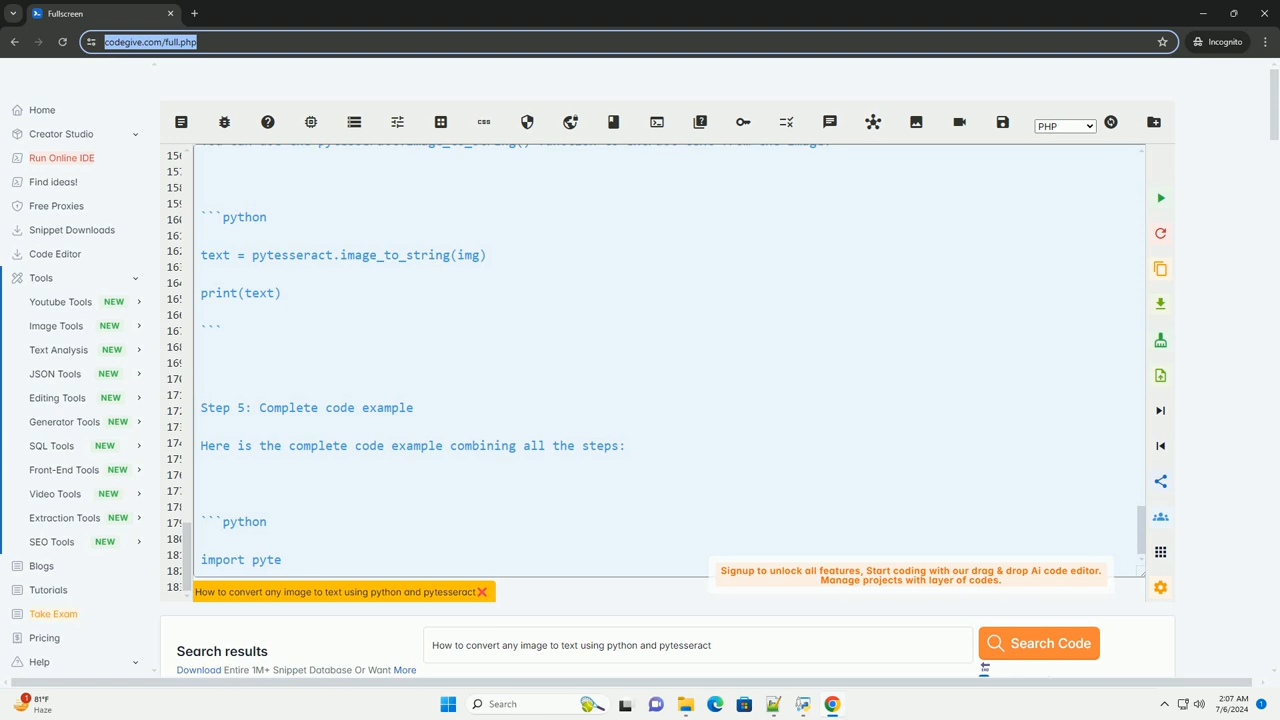 Fullscreen
codegive.com/full.php
Incognito
Home
Creator Studio
Run Online IDE
Find ideas!
Free Proxies
Snippet Downloads
Code Editor
Tools
Youtube Tools NEW
Image Tools NEW
Text Analysis NEW
JSON Tools NEW
Editing Tools NEW
Generator Tools NEW
SQL Tools NEW
Front-End Tools NEW
Video Tools NEW
Extraction Tools NEW
SEO Tools NEW
Blogs
Tutorials
Take Exam
Pricing
Help
css
PHP
```python
text = pytesseract.image_to_string(img)
print(text)
```
Step 5: Complete code example
Here is the complete code example combining all the steps:
```python
import pyte
Signup to unlock all features, Start coding with our drag & drop Ai code editor.
Manage projects with layer of codes.
How to convert any image to text using python and pytesseract❌
Search results
Download Entire 1M+ Snippet Database Or Want More
How to convert any image to text using python and pytesseract
Search Code
81°F
Haze
Search
2:07 AM
7/6/2024